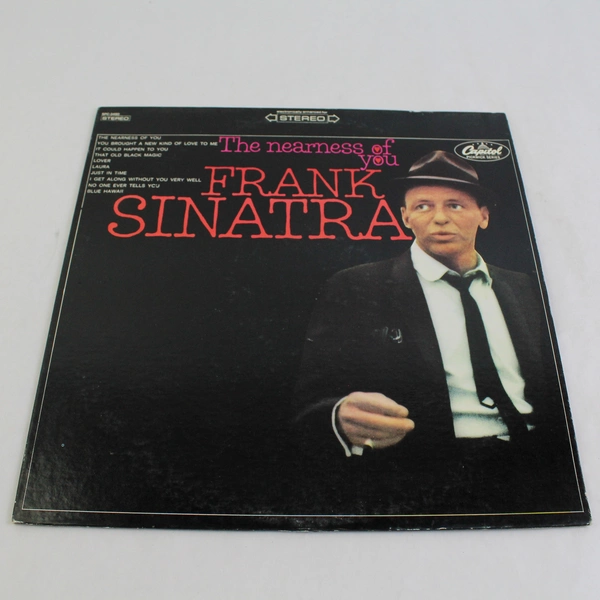 STEREO
STEREO
THE NEARNESS OF YOU
YOU BROUGHT A NEW KIND OF LOVE TO ME
IT COULD HAPPEN TO YOU
THAT OLD BLACK MAGIC
LOVER
LAURA
JUST IN TIME
I GET ALONG WITHOUT YOU VERY WELL
NO ONE EVER TELLS YOU
BLUE HAWAII
The nearness of
you
FRANK
SINATRA
Capitol